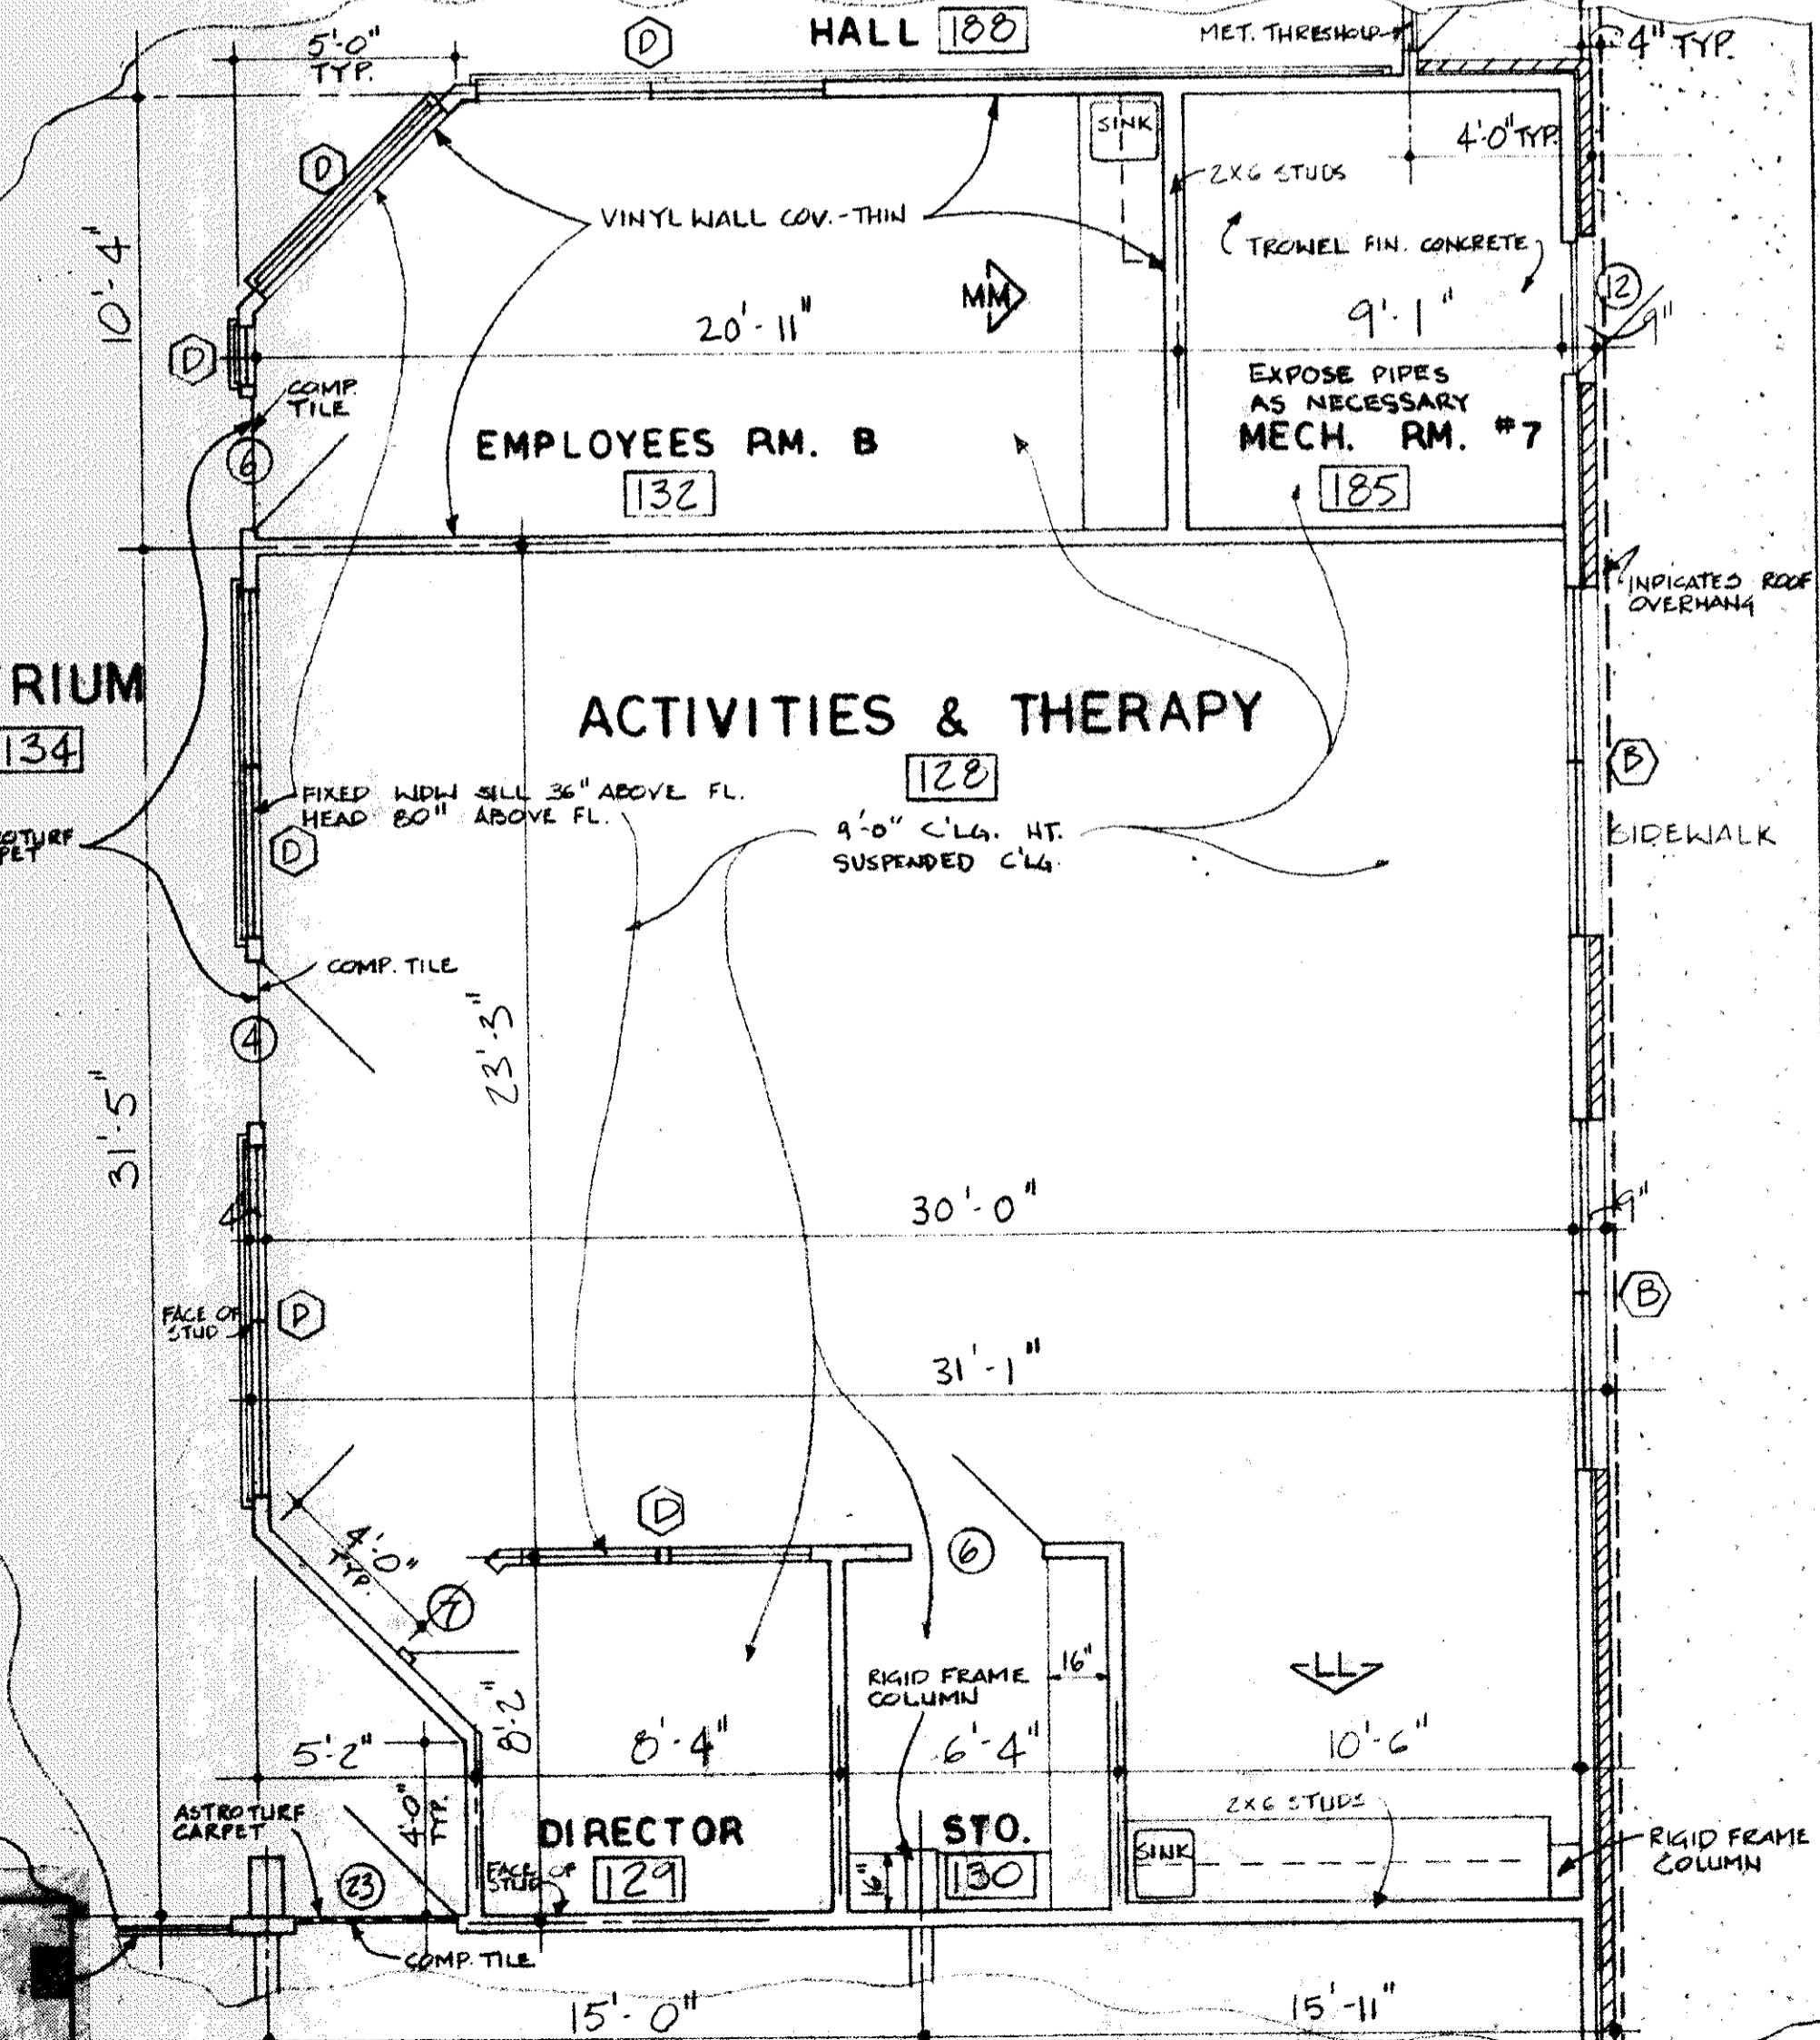 HALL 188
MET. THRESHOLD
4" TYP.
5'-0"
TYP.
D
SINK
4'-0" TYP.
D
2X6 STUDS
VINYL WALL COV.-THIN
TROWEL FIN. CONCRETE
10'-4"
MM
12
20'-11"
9'-1"
9"
D
COMP.
TILE
EXPOSE PIPES
AS NECESSARY
EMPLOYEES RM. B
MECH. RM. #7
6
132
185
INDICATES ROOF
OVERHANG
RIUM
134
ACTIVITIES & THERAPY
128
B
FIXED WDW SILL 36" ABOVE FL.
HEAD 80" ABOVE FL.
9'-0" C'LG. HT.
SUSPENDED C'LG.
SIDEWALK
OTURF
PET
D
COMP. TILE
4
23'-3"
31'-5"
30'-0"
4"
9"
FACE OF
STUD
D
B
31'-1"
D
6
4'-0"
TYP.
7
LL
RIGID FRAME
COLUMN
16"
8'-2"
5'-2"
8'-4"
6'-4"
10'-6"
4'-0"
TYP.
ASTROTURF
CARPET
DIRECTOR
STO.
2X6 STUDS
RIGID FRAME
COLUMN
23
FACE OF
STUD
129
16"
130
SINK
COMP. TILE
15'-0"
15'-11"